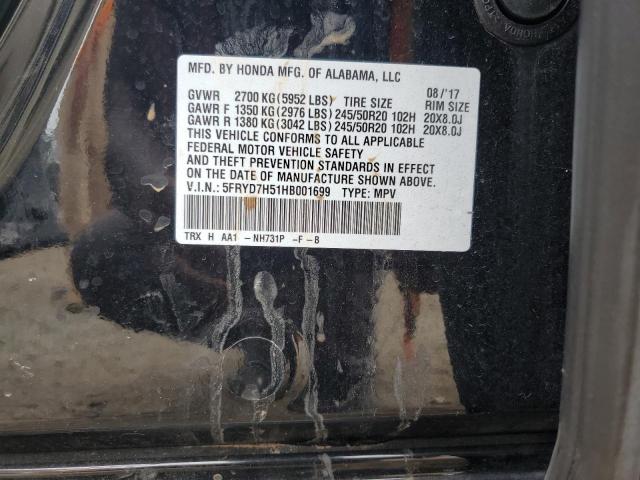 MFD. BY HONDA MFG. OF ALABAMA, LLC
08/'17
GVWR 2700 KG(5952 LBS) TIRE SIZE RIM SIZE
GAWR F 1350 KG(2976 LBS) 245/50R20 102H 20X8.0J
GAWR R 1380 KG(3042 LBS) 245/50R20 102H 20X8.0J
THIS VEHICLE CONFORMS TO ALL APPLICABLE
FEDERAL MOTOR VEHICLE SAFETY
AND THEFT PREVENTION STANDARDS IN EFFECT
ON THE DATE OF MANUFACTURE SHOWN ABOVE.
V.I.N.: 5FRYD7H51HB001699 TYPE: MPV
TRX H AA1 -NH731P -F-B